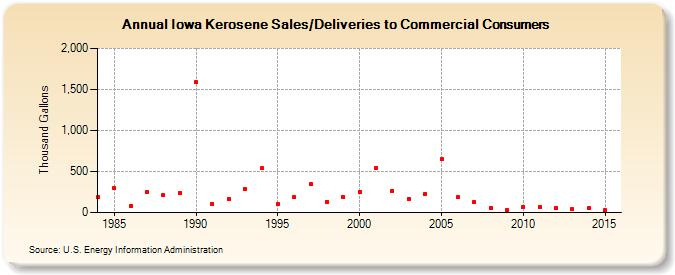 Annual Iowa Kerosene Sales/Deliveries to Commercial Consumers
Thousand Gallons
2,000
1,500
1,000
500
0
1985 1990 1995 2000 2005 2010 2015
Source: U.S. Energy Information Administration